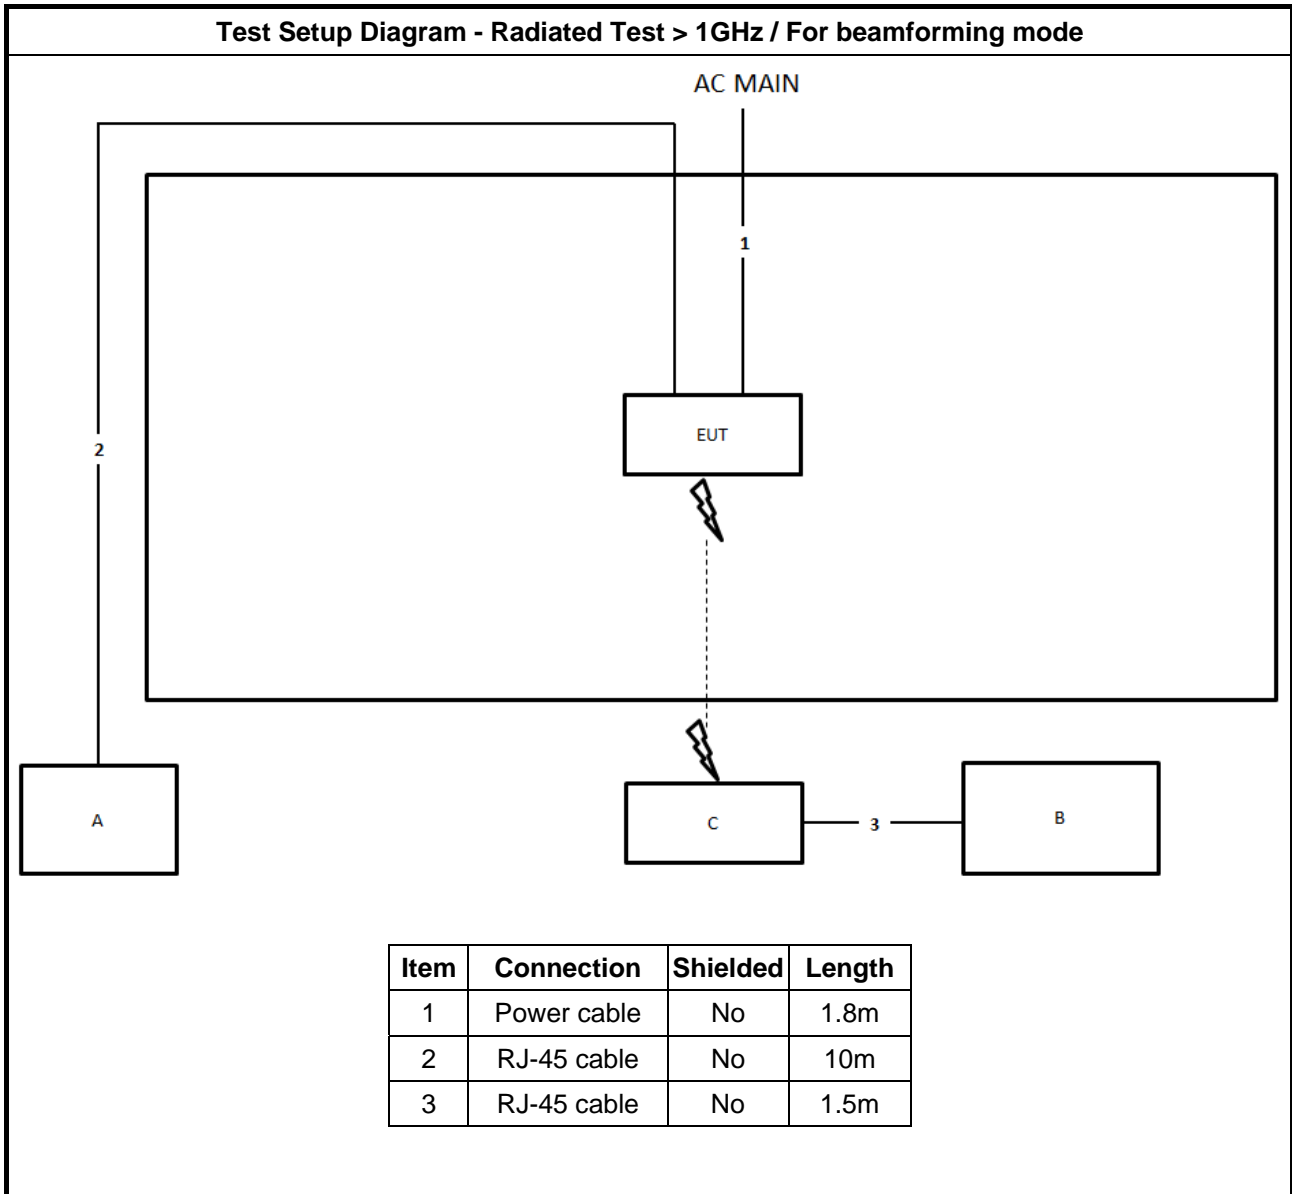 Test Setup Diagram - Radiated Test > 1GHz / For beamforming mode
AC MAIN
1
2
EUT
A
C
3
B
Item Connection Shielded Length
1 Power cable No 1.8m
2 RJ-45 cable No 10m
3 RJ-45 cable No 1.5m